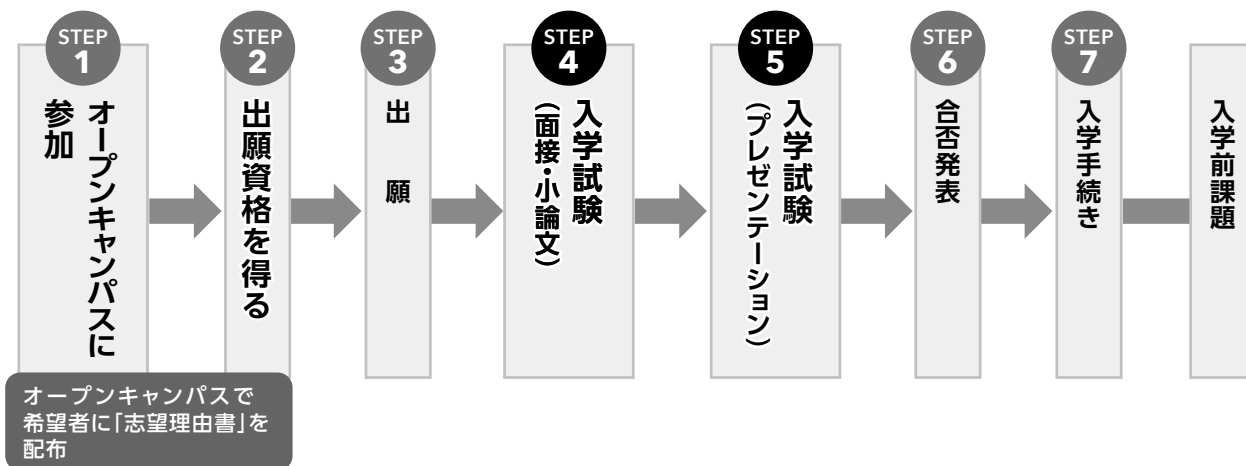 STEP
1
オープンキャンパスに
参加
STEP
2
出願資格を得る
STEP
3
出願
STEP
4
入学試験
(面接・小論文)
STEP
5
入学試験
(プレゼンテーション)
STEP
6
合否発表
STEP
7
入学手続き
入学前課題
オープンキャンパスで
希望者に「志望理由書」を
配布